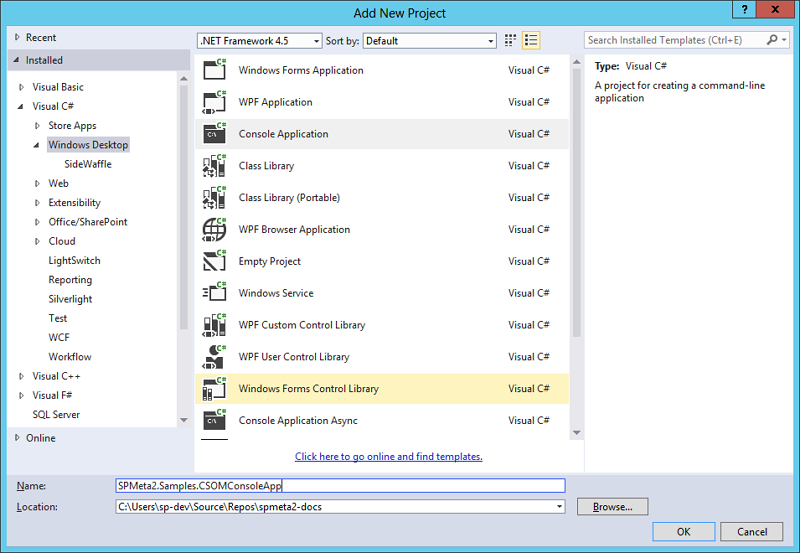 Add New Project
?
X
Recent
.NET Framework 4.5
Sort by:
Default
Search Installed Templates (Ctrl+E)
Installed
Visual Basic
Visual C#
Store Apps
Windows Desktop
SideWaffle
Web
Extensibility
Office/SharePoint
Cloud
LightSwitch
Reporting
Silverlight
Test
WCF
Workflow
Visual C++
Visual F#
SQL Server
Online
Windows Forms Application Visual C#
WPF Application Visual C#
Console Application Visual C#
Class Library Visual C#
Class Library (Portable) Visual C#
WPF Browser Application Visual C#
Empty Project Visual C#
Windows Service Visual C#
WPF Custom Control Library Visual C#
WPF User Control Library Visual C#
Windows Forms Control Library Visual C#
Console Application Async Visual C#
Click here to go online and find templates.
Type: Visual C#
A project for creating a command-line
application
Name: SPMeta2.Samples.CSOMConsoleApp
Location: C:\Users\sp-dev\Source\Repos\spmeta2-docs
Browse...
OK
Cancel